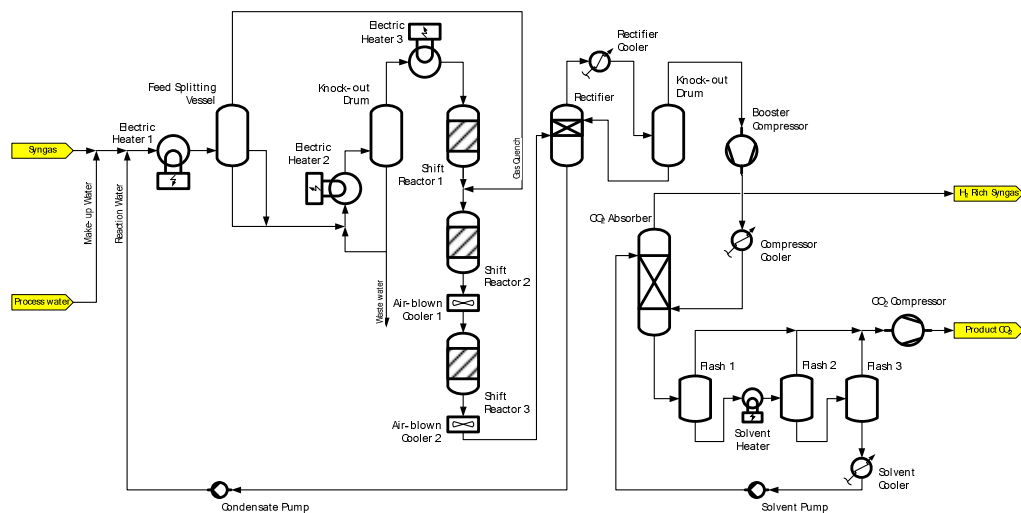 Electric
Heater 3
Rectifier
Cooler
Feed Splitting
Vessel
Knock-out
Drum
Knock-out
Drum
Rectifier
Booster
Compressor
Electric
Heater 1
Syngas
Electric
Heater 2
Gas Quench
Shift
Reactor 1
H2 Rich Syngas
Make-up Water
Reaction Water
CO2 Absorber
Compressor
Cooler
Shift
Reactor 2
Process water
Waste water
Air-blown
Cooler 1
CO2 Compressor
Product CO2
Flash 1
Flash 2
Flash 3
Shift
Reactor 3
Air-blown
Cooler 2
Solvent
Heater
Solvent
Cooler
Condensate Pump
Solvent Pump